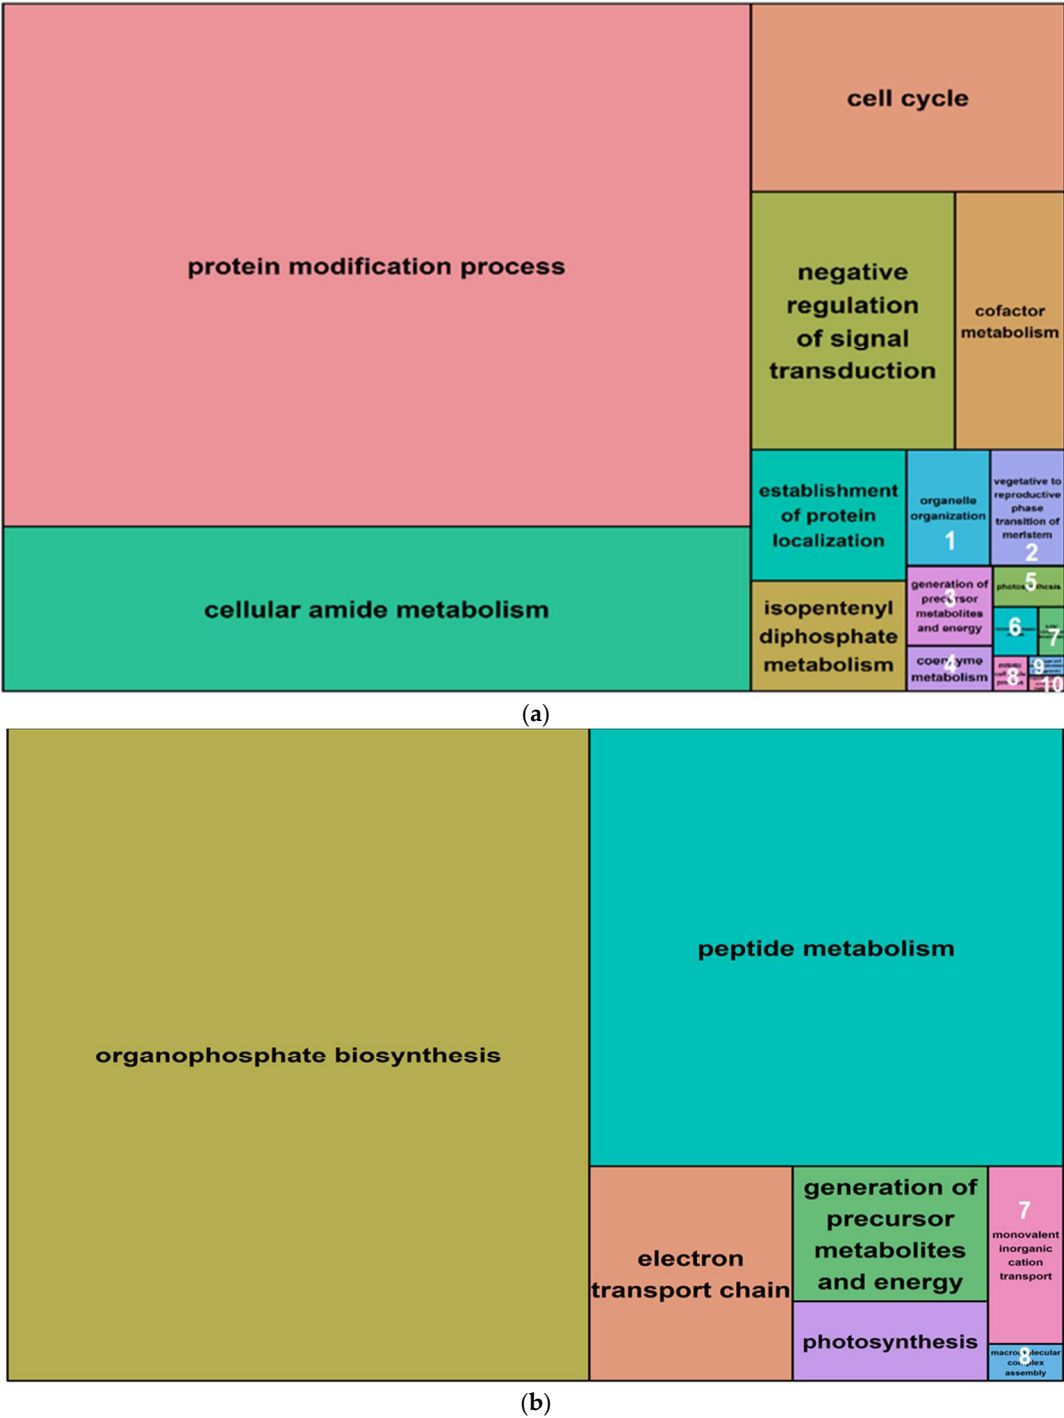 cell cycle
protein modification process
negative
regulation
of signal
transduction
cofactor
metabolism
establishment
of protein
localization
organelle
organization
1
vegetative to
reproductive
phase
transition of
meristem
2
cellular amide metabolism
isopentenyl
diphosphate
metabolism
generation of
precursor
metabolites
and energy
3
coenzyme
metabolism
4
photosynthesis
5
6
7
8
9
10
(a)
organophosphate biosynthesis
peptide metabolism
electron
transport chain
generation of
precursor
metabolites
and energy
photosynthesis
7
monovalent
inorganic
cation
transport
macromolecular
complex
assembly
8
(b)